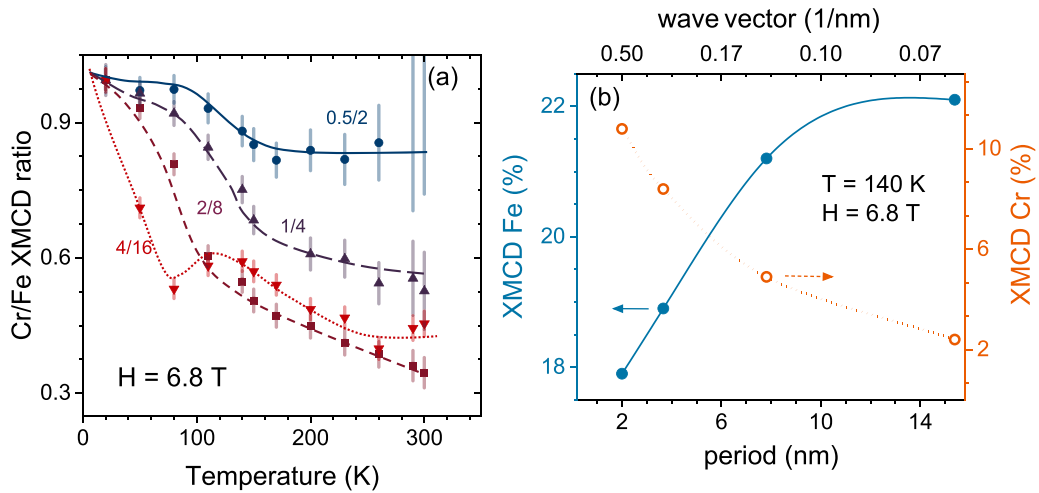 wave vector (1/nm)
0.50 0.17 0.10 0.07
(a)
(b)
Cr/Fe XMCD ratio
0.9
0.6
0.3
0.5/2
2/8
1/4
4/16
H = 6.8 T
0 100 200 300
Temperature (K)
XMCD Fe (%)
22
20
18
T = 140 K
H = 6.8 T
XMCD Cr (%)
10
6
2
2 6 10 14
period (nm)